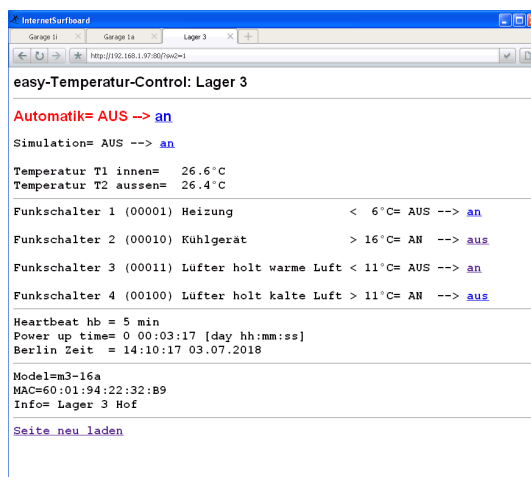 InternetSurfboard
Garage 1i Garage 1a Lager 3
http://192.168.1.97:80/?sw2=1
easy-Temperatur-Control: Lager 3
Automatik= AUS --> an
Simulation= AUS --> an
Temperatur T1 innen= 26.6°C
Temperatur T2 aussen= 26.4°C
Funkschalter 1 (00001) Heizung < 6°C= AUS --> an
Funkschalter 2 (00010) Kühlgerät > 16°C= AN --> aus
Funkschalter 3 (00011) Lüfter holt warme Luft < 11°C= AUS --> an
Funkschalter 4 (00100) Lüfter holt kalte Luft > 11°C= AN --> aus
Heartbeat hb = 5 min
Power up time= 0 00:03:17 [day hh:mm:ss]
Berlin Zeit = 14:10:17 03.07.2018
Model=m3-16a
MAC=60:01:94:22:32:B9
Info= Lager 3 Hof
Seite neu laden